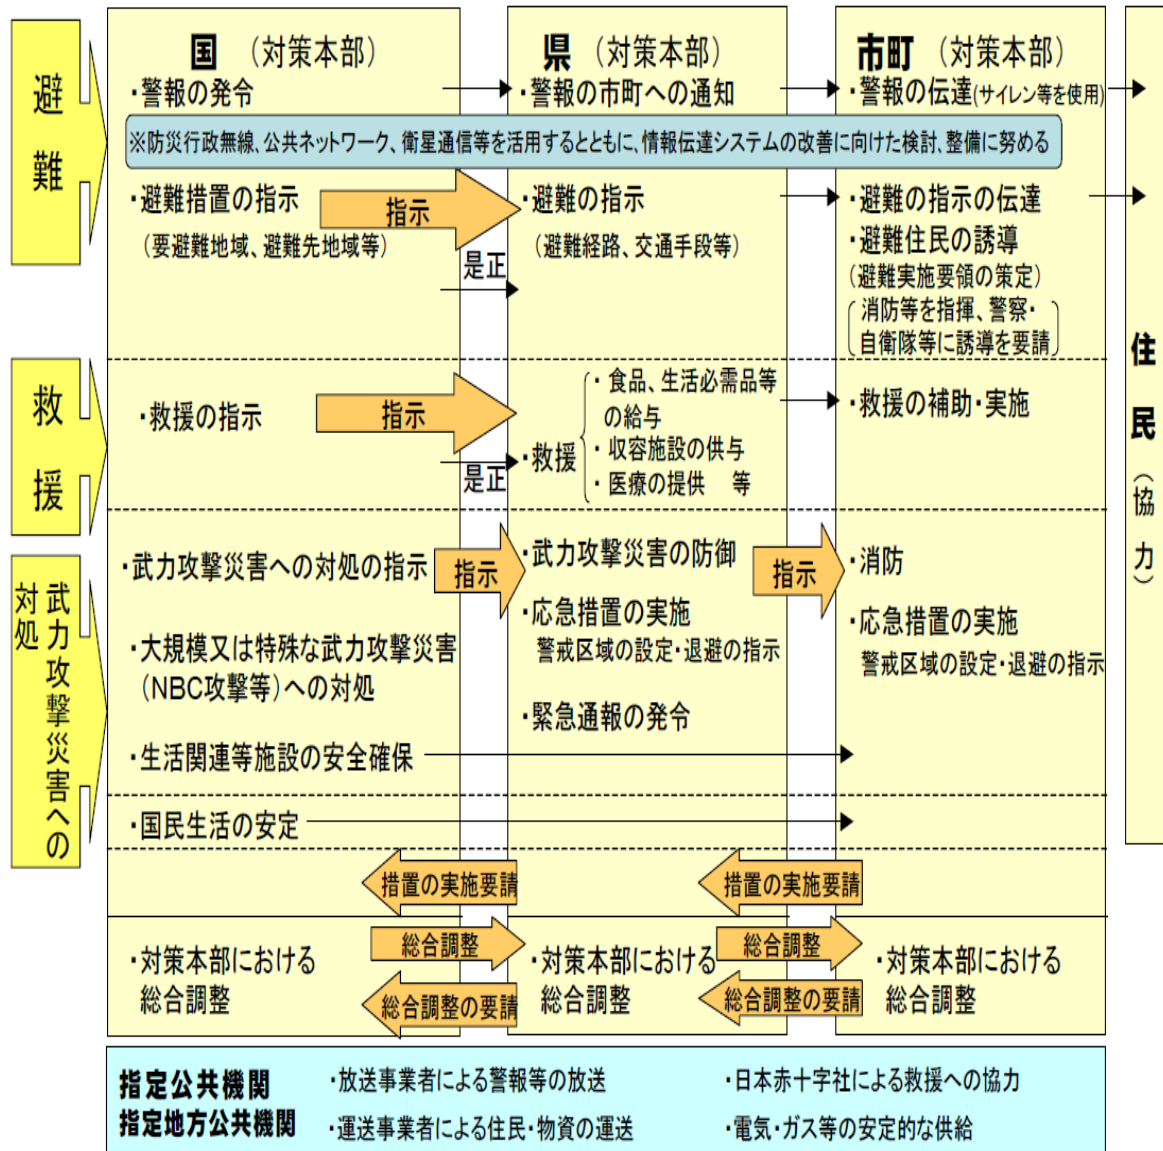 国 (対策本部)
県 (対策本部)
市町 (対策本部)
避難
・警報の発令
・警報の市町への通知
・警報の伝達(サイレン等を使用)
※防災行政無線、公共ネットワーク、衛星通信等を活用するとともに、情報伝達システムの改善に向けた検討、整備に努める
・避難措置の指示
(要避難地域、避難先地域等)
指示
是正
・避難の指示
(避難経路、交通手段等)
・避難の指示の伝達
・避難住民の誘導
(避難実施要領の策定)
消防等を指揮、警察・
自衛隊等に誘導を要請
住民(協力)
救援
・救援の指示
指示
是正
・救援
・食品、生活必需品等
の給与
・収容施設の供与
・医療の提供 等
・救援の補助・実施
武力攻撃災害への
対処
・武力攻撃災害への対処の指示
指示
・武力攻撃災害の防御
指示
・消防
・大規模又は特殊な武力攻撃災害
(NBC攻撃等)への対処
・応急措置の実施
警戒区域の設定・退避の指示
・応急措置の実施
警戒区域の設定・退避の指示
・緊急通報の発令
・生活関連等施設の安全確保
・国民生活の安定
措置の実施要請
措置の実施要請
・対策本部における
総合調整
総合調整
総合調整の要請
・対策本部における
総合調整
総合調整
総合調整の要請
・対策本部における
総合調整
指定公共機関
指定地方公共機関
・放送事業者による警報等の放送
・日本赤十字社による救援への協力
・運送事業者による住民・物資の運送
・電気・ガス等の安定的な供給